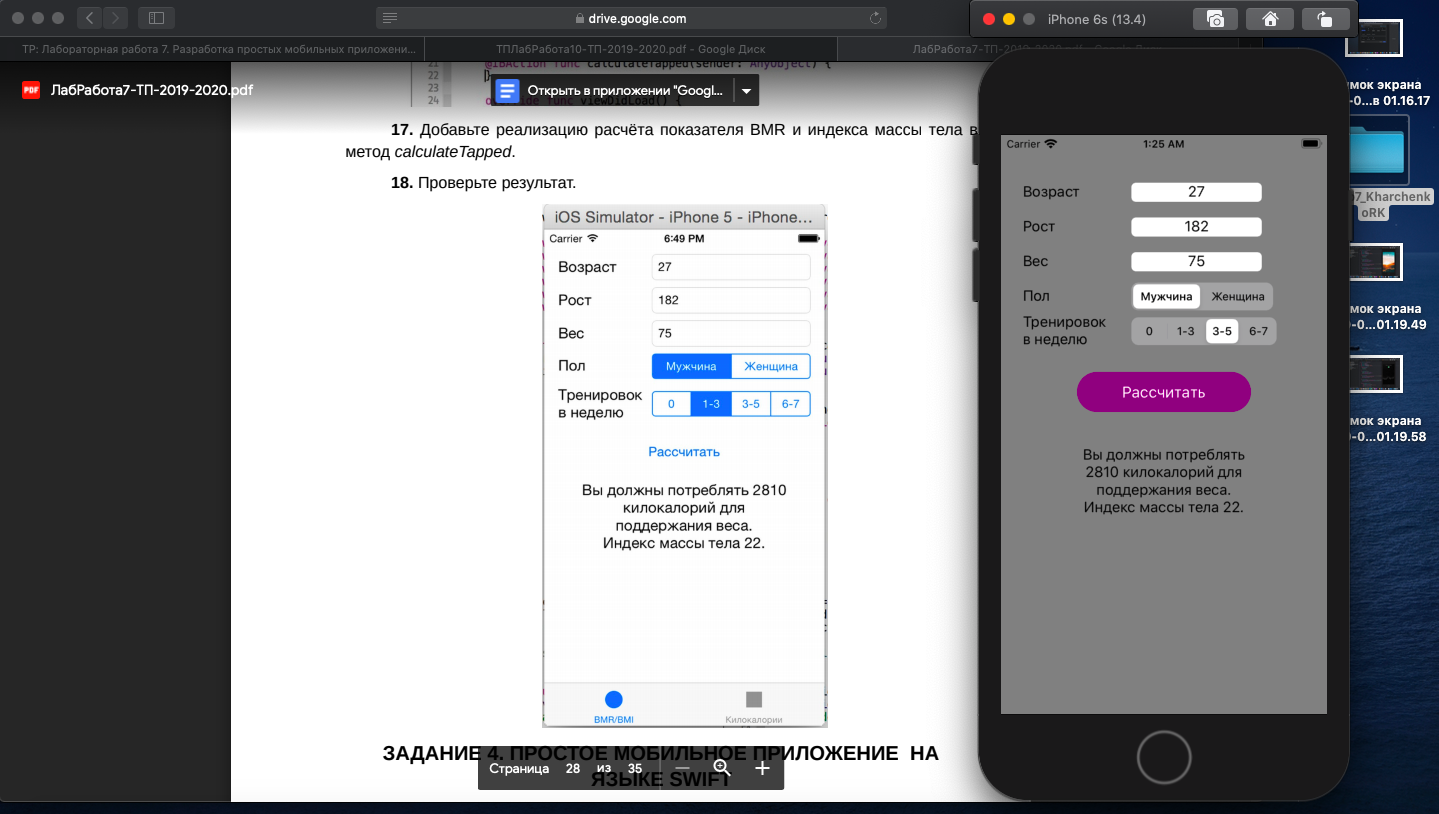 drive.google.com
iPhone 6s (13.4)
ТР: Лабораторная работа 7. Разработка простых мобильных приложени...
ТПЛабРабота10-ТП-2019-2020.pdf - Google Диск
PDF
ЛабРабота7-ТП-2019-2020.pdf
Открыть в приложении "Googl...
21 @IBAction func calculateTapped(sender: AnyObject) {
22 }
23
24 override func viewDidLoad() {
17. Добавьте реализацию расчёта показателя BMR и индекса массы тела в
метод calculateTapped.
18. Проверьте результат.
iOS Simulator - iPhone 5 - iPhone...
Carrier 6:49 PM
Возраст 27
Рост 182
Вес 75
Пол Мужчина Женщина
Тренировок
в неделю 0 1-3 3-5 6-7
Рассчитать
Вы должны потреблять 2810
килокалорий для
поддержания веса.
Индекс массы тела 22.
BMR/BMI Килокалории
ЗАДАНИЕ 4. ПРОСТОЕ МОБИЛЬНОЕ ПРИЛОЖЕНИЕ НА
ЯЗЫКЕ SWIFT
Страница 28 из 35
Carrier 1:25 AM
Возраст 27
Рост 182
Вес 75
Пол Мужчина Женщина
Тренировок
в неделю 0 1-3 3-5 6-7
Рассчитать
Вы должны потреблять
2810 килокалорий для
поддержания веса.
Индекс массы тела 22.
мок экрана
-0...в 01.16.17
7_Kharchenk
oRK
мок экрана
-0...01.19.49
мок экрана
-0...01.19.58